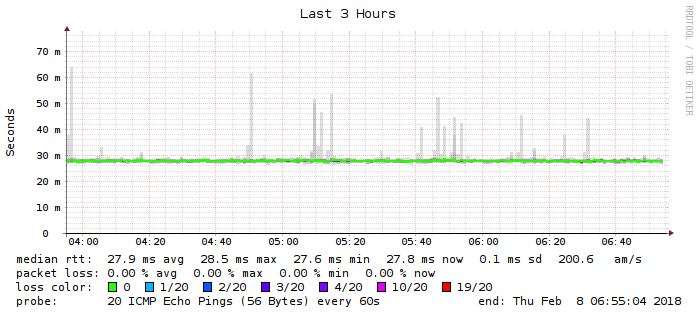 Last 3 Hours
RRDTOOL / TOBI OETIKER
Seconds
70 m
60 m
50 m
40 m
30 m
20 m
10 m
0
04:00 04:20 04:40 05:00 05:20 05:40 06:00 06:20 06:40
median rtt: 27.9 ms avg 28.5 ms max 27.6 ms min 27.8 ms now 0.1 ms sd 200.6 am/s
packet loss: 0.00 % avg 0.00 % max 0.00 % min 0.00 % now
loss color: 0 1/20 2/20 3/20 4/20 10/20 19/20
probe: 20 ICMP Echo Pings (56 Bytes) every 60s end: Thu Feb 8 06:55:04 2018